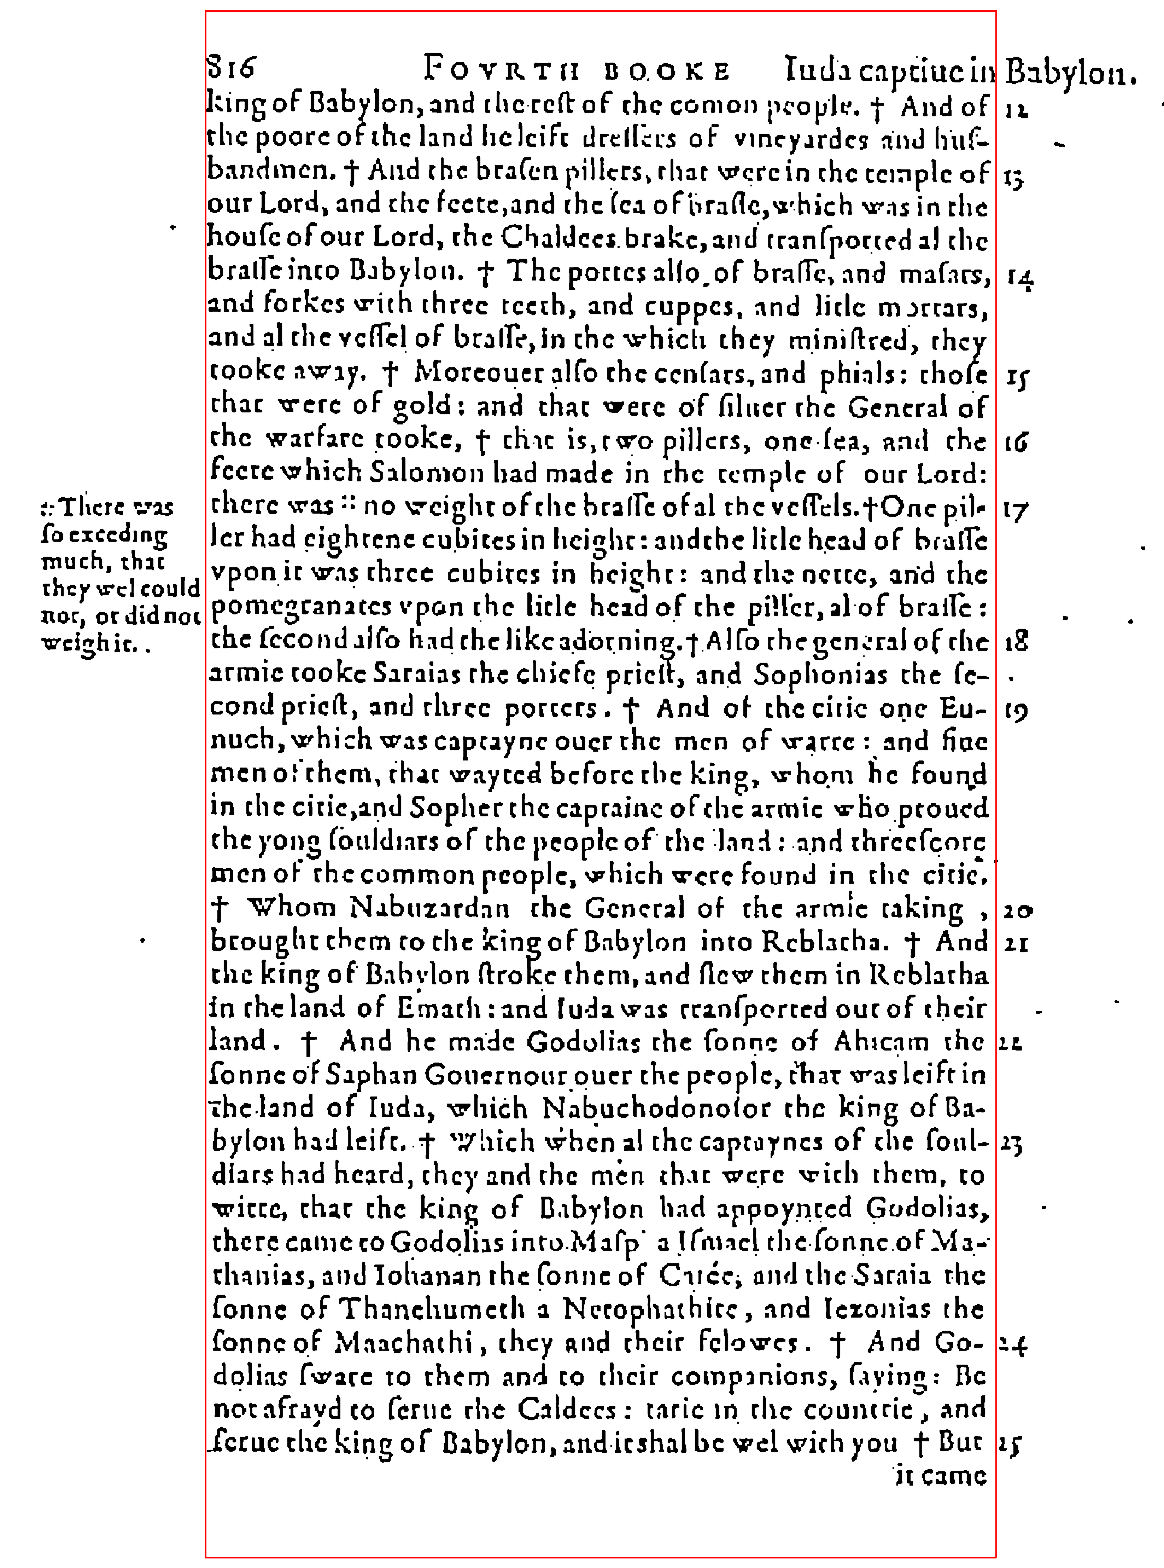 816 FOVRTH BOOKE Iuda captiue in Babylon.
king of Babylon, and the rest of the comon people. † And of 12
the poore of the land he leift dressers of vineyardes and hus-
bandmen. † And the brasen pillers, that were in the temple of 13
our Lord, and the feete, and the sea of brasse, which was in the
house of our Lord, the Chaldees brake, and transported al the
brasse into Babylon. † The pottes also of brasse, and masars, 14
and forkes with three teeth, and cuppes, and litle mortars,
and al the vessel of brasse, in the which they ministred, they
tooke away. † Moreouer also the censars, and phials: those 15
that were of gold: and that were of siluer the General of
the warfare tooke, † that is, two pillers, one sea, and the 16
feete which Salomon had made in the temple of our Lord:
there was :: no weight of the brasse of al the vessels. † One pil- 17
ler had eightene cubites in height: and the litle head of brasse
vpon it was three cubites in height: and the nette, and the
pomegranates vpon the litle head of the piller, al of brasse:
the second also had the like adorning. † Also the general of the 18
armie tooke Saraias the chiefe priest, and Sophonias the se-
cond priest, and three porters. † And of the citie one Eu- 19
nuch, which was captayne ouer the men of warre: and fiue
men of them, that wayted before the king, whom he found
in the citie, and Sopher the captaine of the armie who proued
the yong souldiars of the people of the land: and threescore
men of the common people, which were found in the citie.
† Whom Nabuzardan the General of the armie taking, 20
brought them to the king of Babylon into Reblatha. † And 21
the king of Babylon stroke them, and slew them in Reblatha
in the land of Emath: and Iuda was transported out of their
land. † And he made Godolias the sonne of Ahicam the 22
sonne of Saphan Gouernour ouer the people, that was leift in
the land of Iuda, which Nabuchodonosor the king of Ba-
bylon had leift. † Which when al the captaynes of the soul- 23
diars had heard, they and the men that were with them, to
witte, that the king of Babylon had appoynted Godolias,
there came to Godolias into Maspha Ismael the sonne of Ma-
thanias, and Iohanan the sonne of Careé, and the Saraia the
sonne of Thanehumeth a Netophathite, and Iezonias the
sonne of Maachathi, they and their felowes. † And Go- 24
dolias sware to them and to their companions, saying: Be
not afrayd to serue the Caldees: tarie in the countrie, and
serue the king of Babylon, and it shal be wel with you † But 25
it came
:: There was
so exceeding
much, that
they wel could
not, or did not
weigh it.